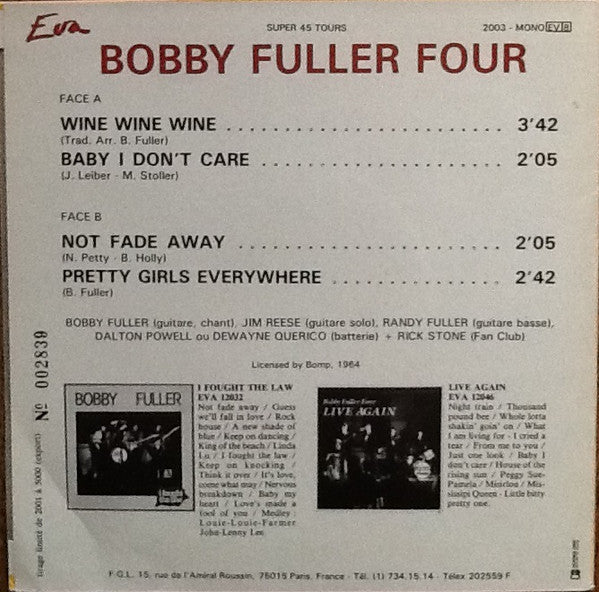 Eva
SUPER 45 TOURS
2003 - MONO EV 8
BOBBY FULLER FOUR
FACE A
WINE WINE WINE ........................ 3'42
(Trad. Arr. B. Fuller)
BABY I DON'T CARE ..................... 2'05
(J. Leiber - M. Stoller)
FACE B
NOT FADE AWAY ....................... 2'05
(N. Petty - B. Holly)
PRETTY GIRLS EVERYWHERE .............. 2'42
(B. Fuller)
BOBBY FULLER (guitare, chant), JIM REESE (guitare solo), RANDY FULLER (guitare basse),
DALTON POWELL ou DEWAYNE QUERICO (batterie) + RICK STONE (Fan Club)
Licensed by Bomp, 1964
Nº 002839
tirage limité de 2001 à 3000 (export)
BOBBY FULLER
I FOUGHT THE LAW
EVA 12032
Not fade away / Guess
we'll fall in love / Rock
house / A new shade of
blue / Keep on dancing /
King of the beach / Linda
Lu / I fought the law /
Keep on knocking /
Think it over / It's love,
come what may / Nervous
breakdown / Baby my
heart / Love's made a
fool of you / Medley :
Louie-Louie-Farmer
John-Lenny Lee
Bobby Fuller Four
LIVE AGAIN
LIVE AGAIN
EVA 12046
Night train / Thousand
pound bee / Whole lotta
shakin' goin' on / What
I am living for - I cried a
tear / From me to you /
Just one look / Baby I
don't care / House of the
rising sun / Peggy Sue-
Pamela / Misirlou / Mis-
sissipi Queen - Little bitty
pretty one.
F.G.L. 15, rue de l'Amiral Roussin, 75015 Paris, France - Tél. (1) 734.15.14 - Télex 202559 F